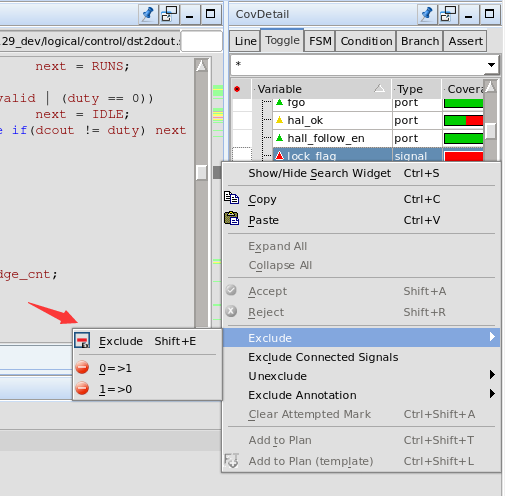 CovDetail
.29_dev/logical/control/dst2dout.
Line Toggle FSM Condition Branch Assert
next = RUNS;
*
Variable Type Covera
valid | (duty == 0))
fgo port
next = IDLE;
hal_ok port
e if(dcout != duty) next
hall_follow_en port
lock_flag signal
Show/Hide Search Widget Ctrl+S
Copy Ctrl+C
Paste Ctrl+V
Expand All
Collapse All
dge_cnt;
Accept Shift+A
Reject Shift+R
Exclude
Exclude Shift+E
Exclude Connected Signals
0=>1
Unexclude
1=>0
Exclude Annotation
Clear Attempted Mark Ctrl+Shift+A
Add to Plan Ctrl+Shift+T
Add to Plan (template) Ctrl+Shift+L